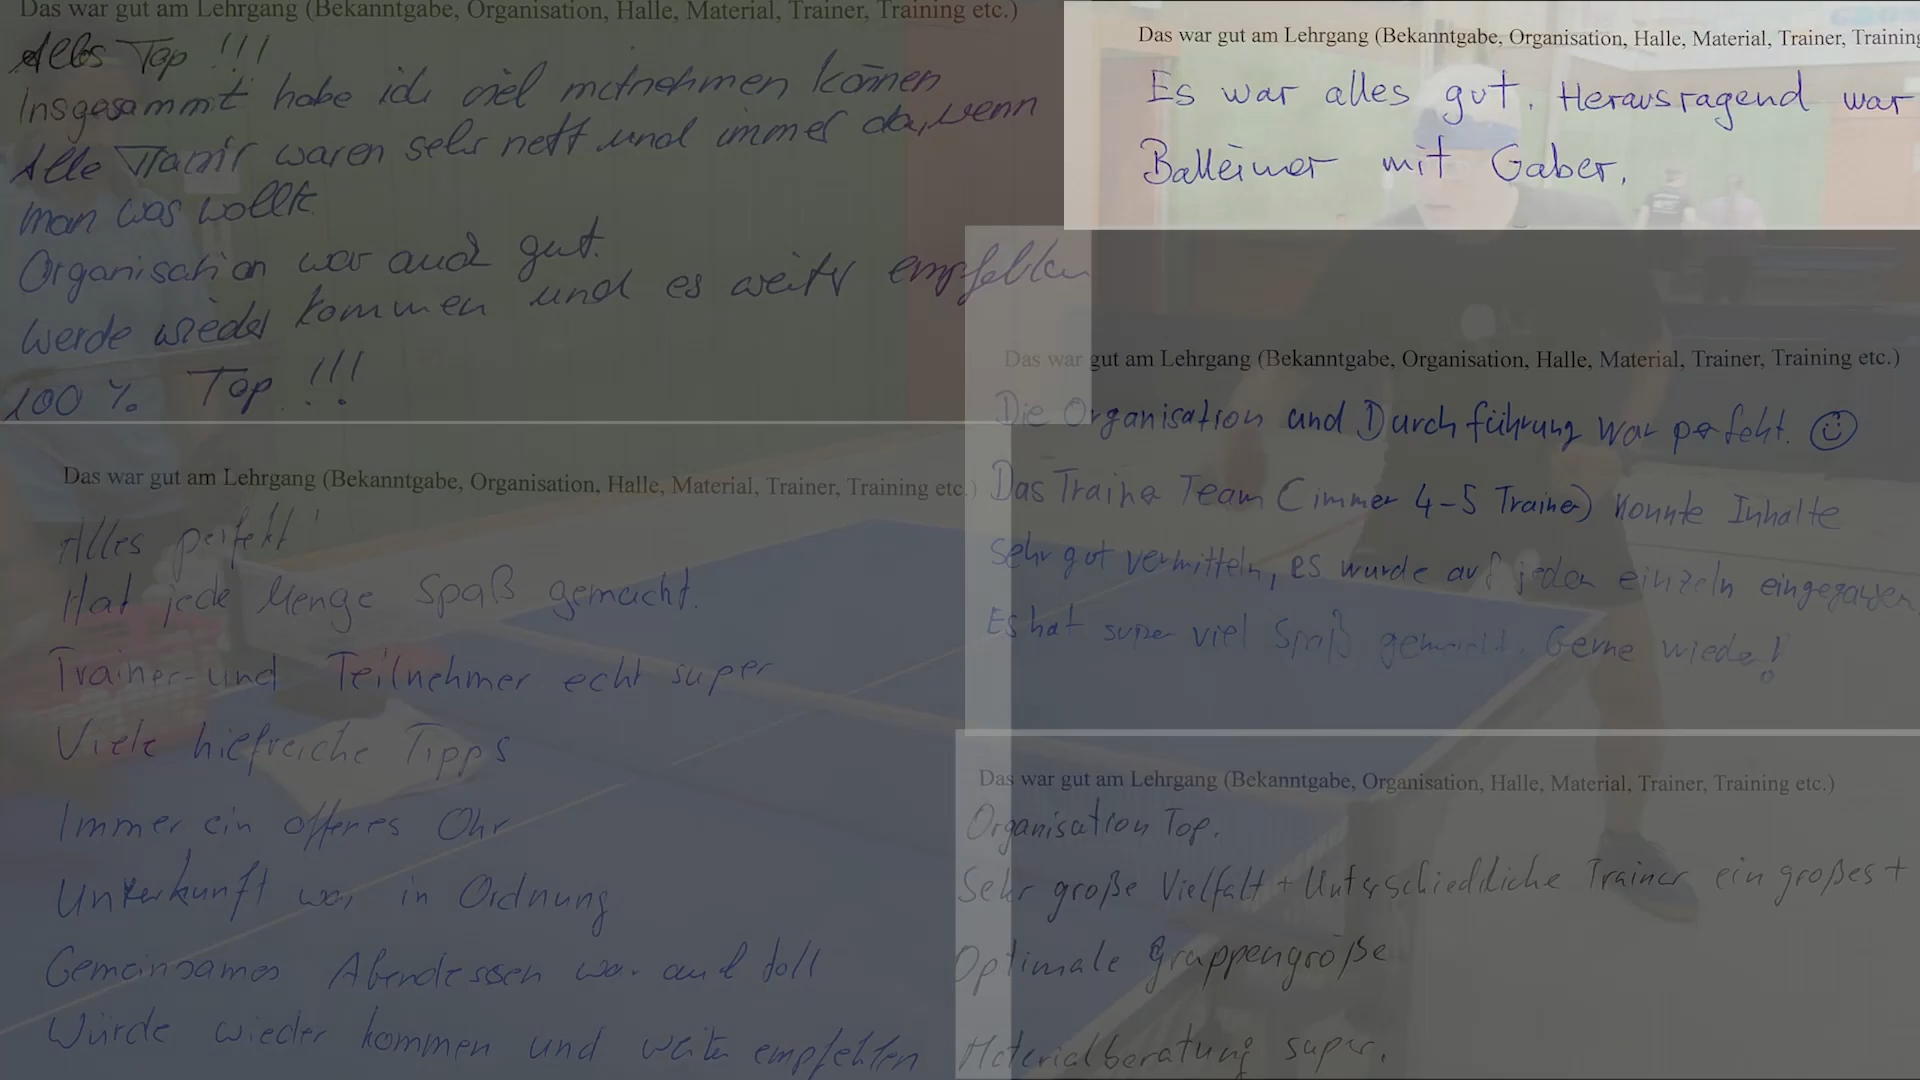 Das war gut am Lehrgang (Bekanntgabe, Organisation, Halle, Material, Trainer, Training etc.)
Alles Top !!!
Insgesammt habe ich viel mitnehmen können
Alle Trainir waren sehr nett und immer da, wenn
man was wollte.
Organisation war auch gut.
Werde wieder kommen und es weiter empfehlen
100 % Top !!!
Das war gut am Lehrgang (Bekanntgabe, Organisation, Halle, Material, Trainer, Training
Es war alles gut. Herausragend war
Balleimer mit Gaber.
Das war gut am Lehrgang (Bekanntgabe, Organisation, Halle, Material, Trainer, Training etc.)
Die Organisation und Durchführung war perfekt. ☺
Das Trainer Team (immer 4-5 Trainer) konnte Inhalte
sehr gut vermitteln, es wurde auf jeden einzeln eingegangen
Es hat super viel Spaß gemacht. Gerne wieder!
Das war gut am Lehrgang (Bekanntgabe, Organisation, Halle, Material, Trainer, Training etc.)
Alles perfekt!
Hat jede Menge Spaß gemacht.
Trainer- und Teilnehmer echt super
Viele hilfreiche Tipps
Immer ein offenes Ohr
Unterkunft war in Ordnung
Gemeinsames Abendessen war auch toll
Würde wieder kommen und weiter empfehlen
Das war gut am Lehrgang (Bekanntgabe, Organisation, Halle, Material, Trainer, Training etc.)
Organisation Top.
Sehr große Vielfalt + Unterschiedliche Trainer ein großes +
Optimale Gruppengröße
Materialberatung super.